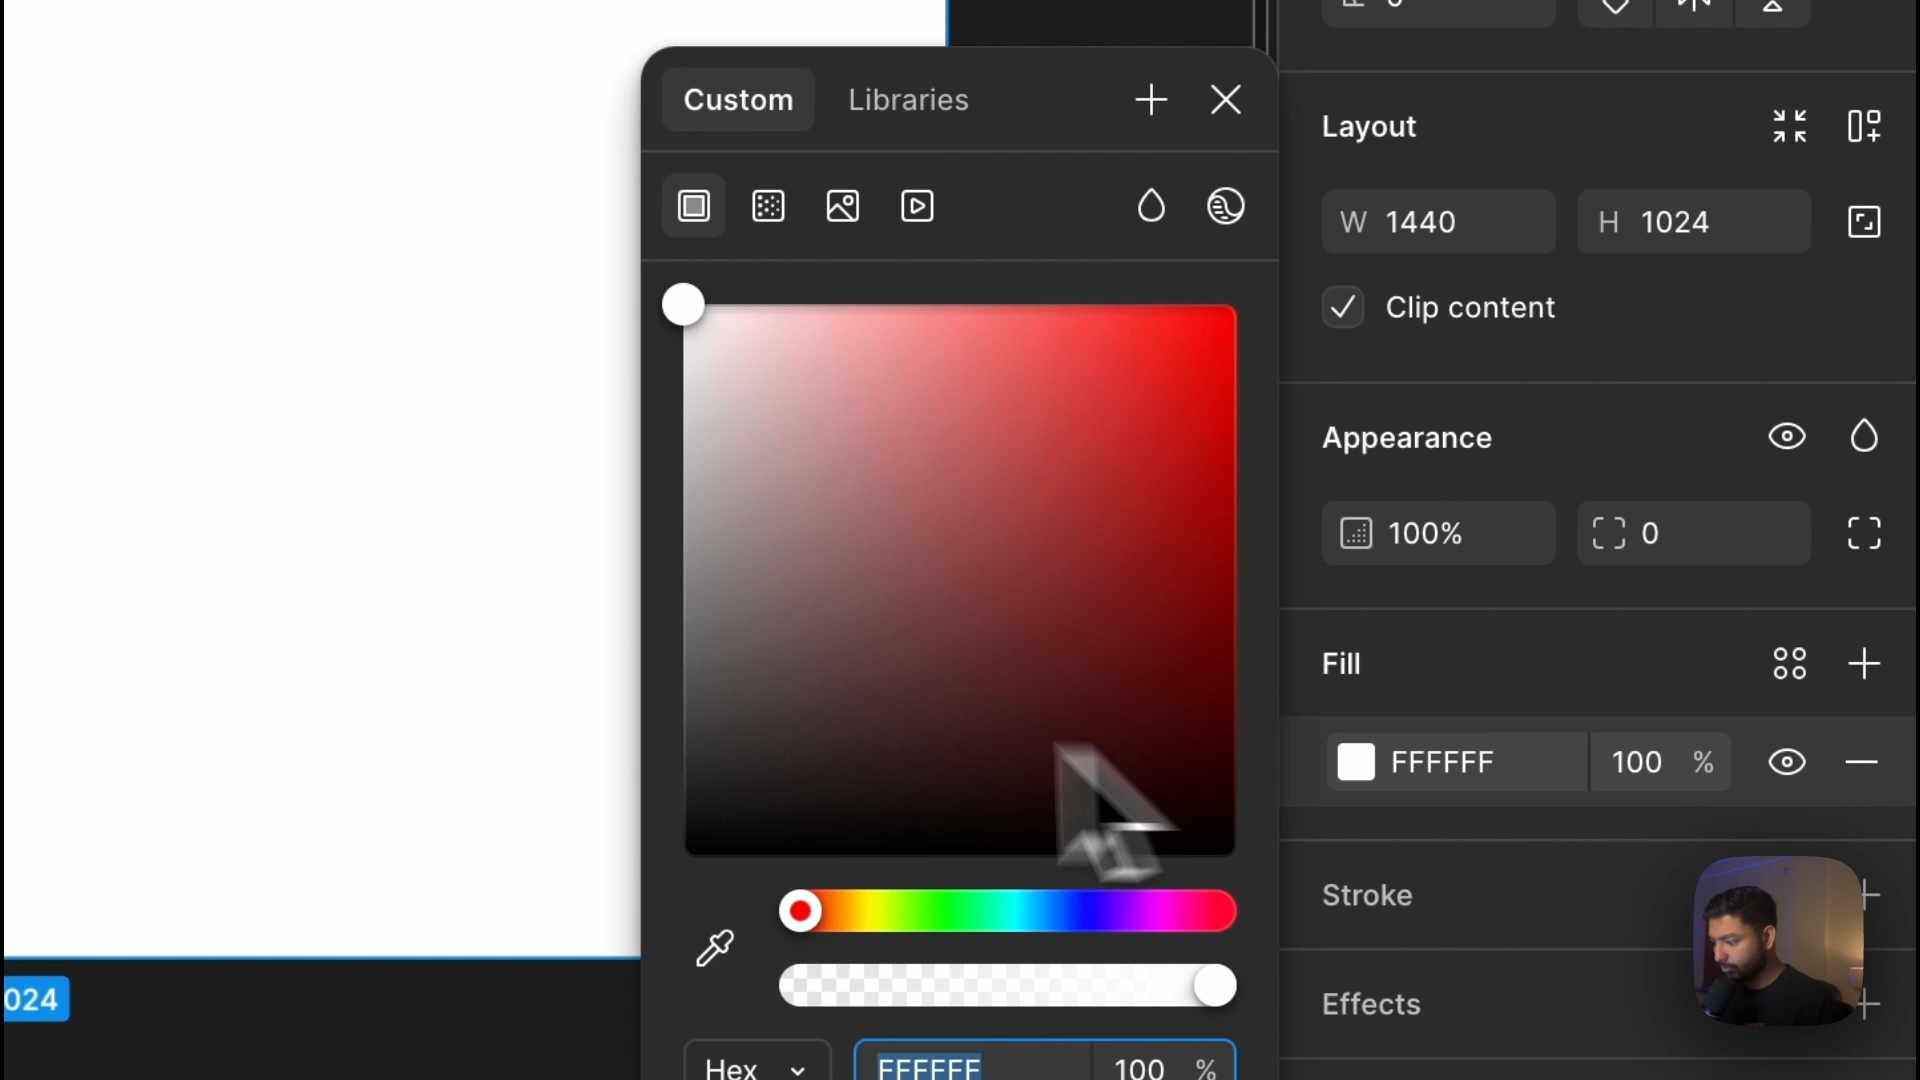 Custom
Libraries
Layout
W 1440
H 1024
Clip content
Appearance
100%
0
Fill
FFFFFF
100 %
Stroke
Effects
024
Hex
FFFFFF
100 %